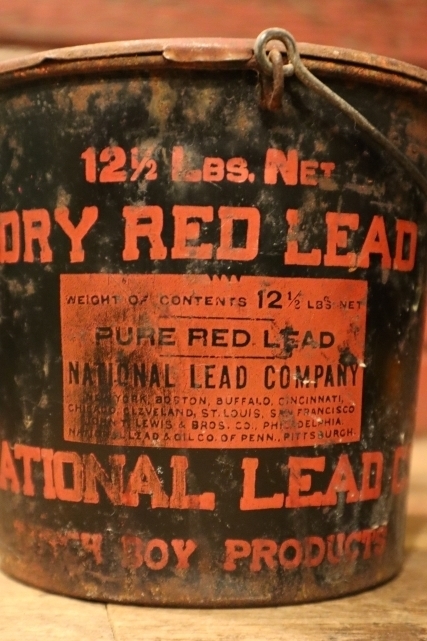 12½ LBS. NET
DRY RED LEAD
WEIGHT OF CONTENTS 12½ LBS NET
PURE RED LEAD
NATIONAL LEAD COMPANY
NEW YORK, BOSTON, BUFFALO, CINCINNATI,
CHICAGO, CLEVELAND, ST. LOUIS, SAN FRANCISCO
JOHN T. LEWIS & BROS. CO., PHILADELPHIA.
NATIONAL LEAD & OIL CO. OF PENN., PITTSBURGH.
ATIONAL LEAD C
DUTCH BOY PRODUCTS